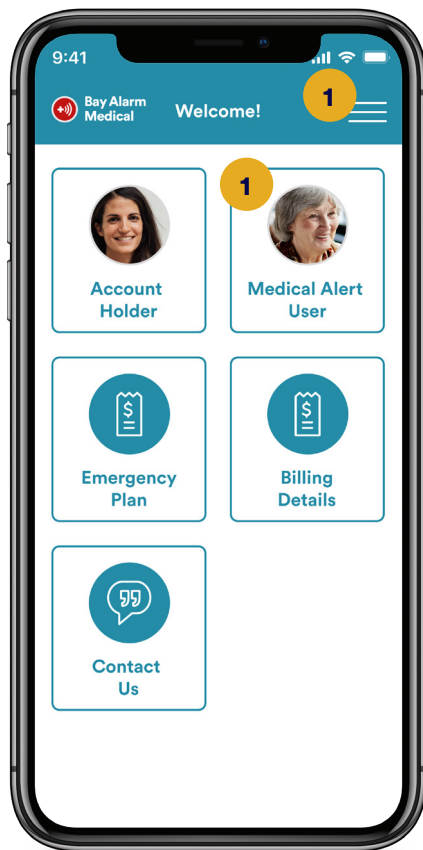 9:41
Bay Alarm
Medical
Welcome!
1
1
Account
Holder
Medical Alert
User
$
Emergency
Plan
$
Billing
Details
Contact
Us